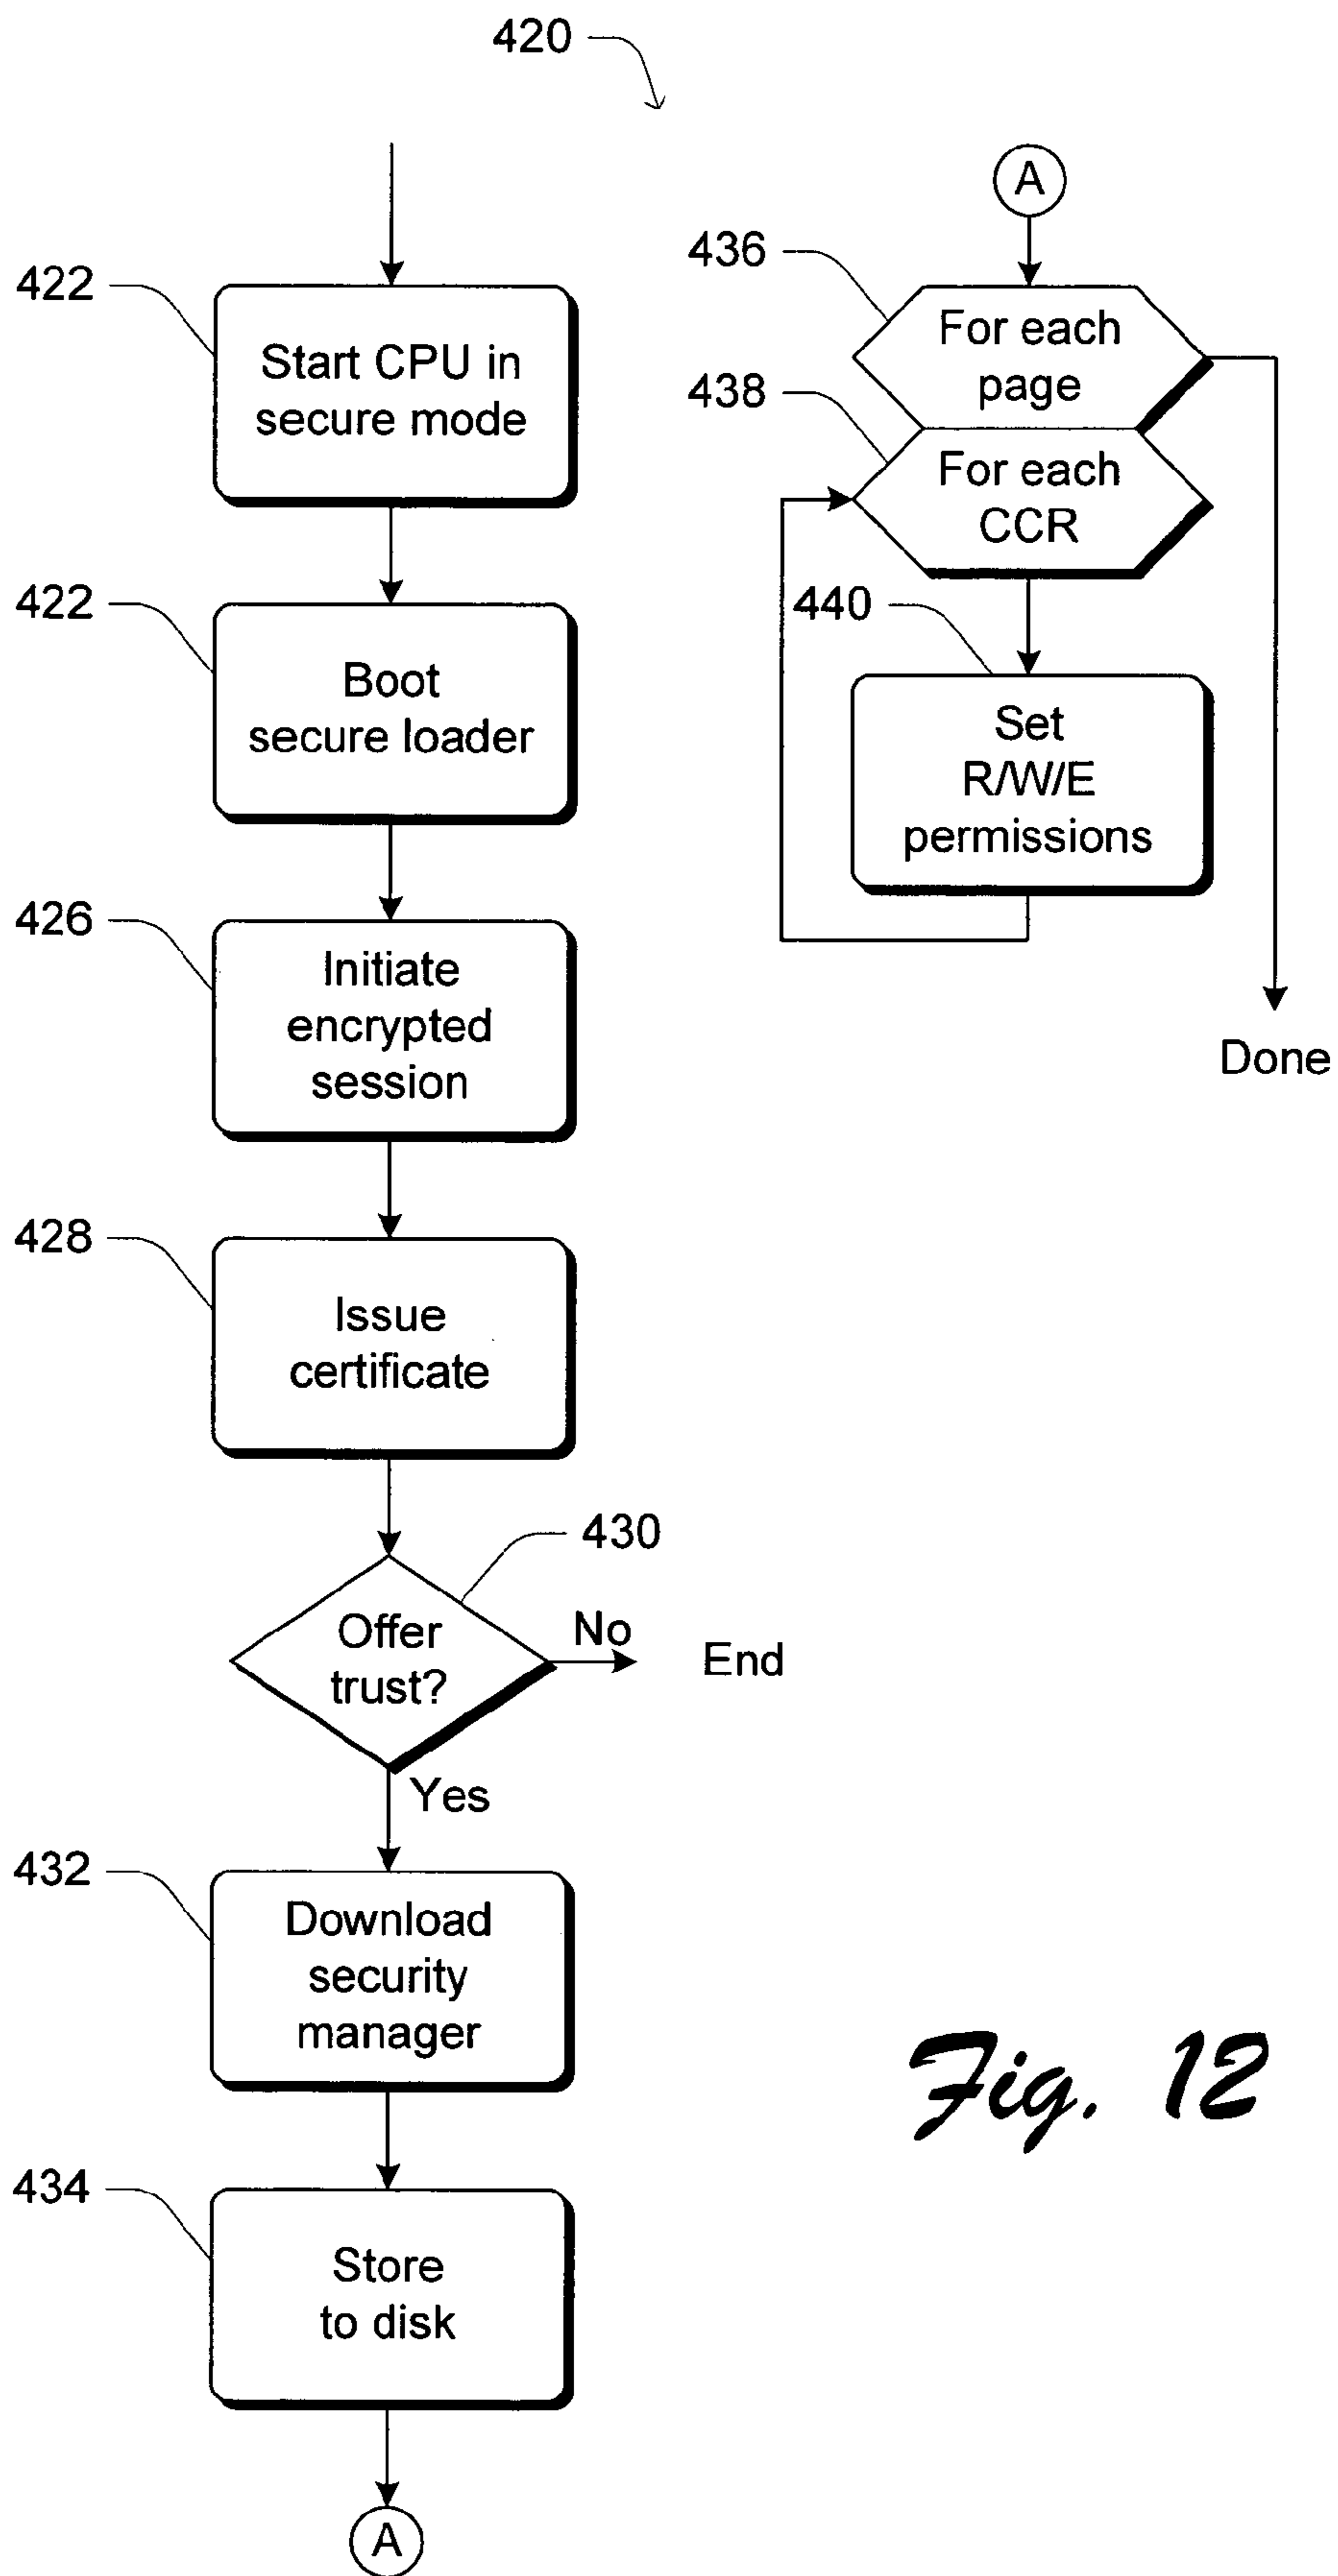 420
422
Start CPU in
secure mode
422
Boot
secure loader
426
Initiate
encrypted
session
428
Issue
certificate
430
Offer
trust?
No
End
Yes
432
Download
security
manager
434
Store
to disk
A
A
436
For each
page
438
For each
CCR
440
Set
R/W/E
permissions
Done
Fig. 12